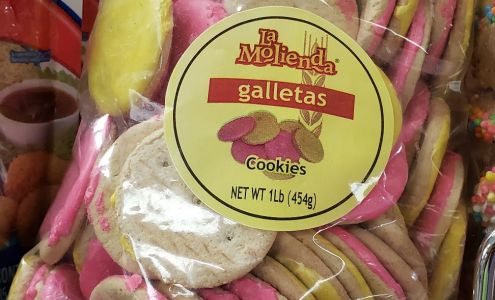 La
Molienda
galletas
Cookies
NET WT 1Lb (454g)